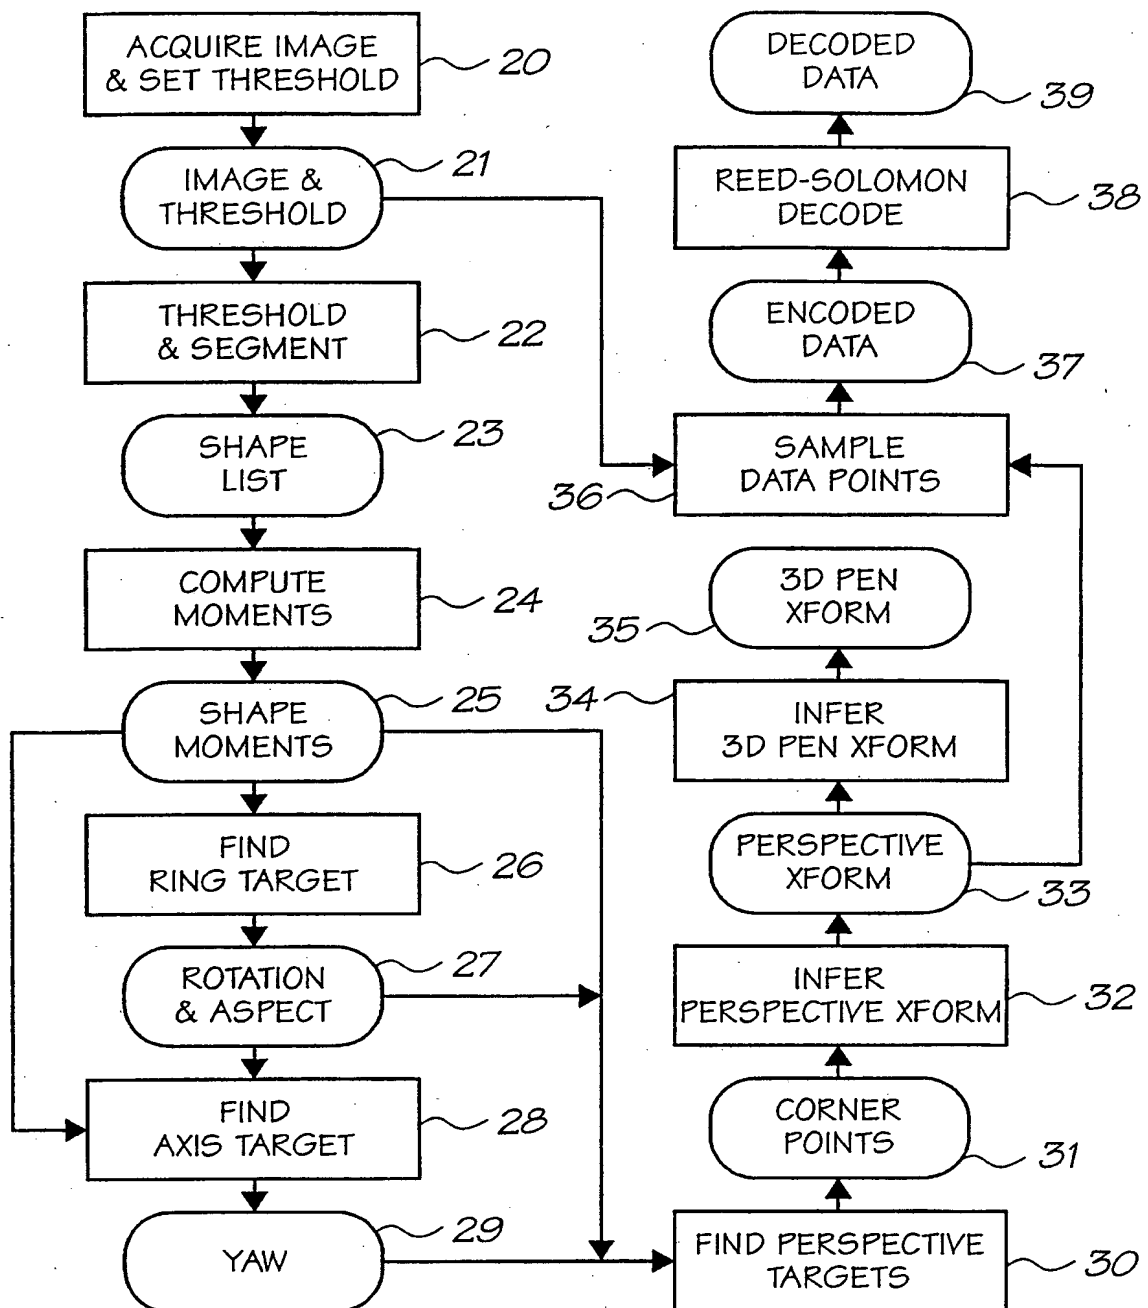 ACQUIRE IMAGE
& SET THRESHOLD
20
IMAGE &
THRESHOLD
21
THRESHOLD
& SEGMENT
22
SHAPE
LIST
23
COMPUTE
MOMENTS
24
SHAPE
MOMENTS
25
FIND
RING TARGET
26
ROTATION
& ASPECT
27
FIND
AXIS TARGET
28
YAW
29
DECODED
DATA
39
REED-SOLOMON
DECODE
38
ENCODED
DATA
37
SAMPLE
DATA POINTS
36
3D PEN
XFORM
35
INFER
3D PEN XFORM
34
PERSPECTIVE
XFORM
33
INFER
PERSPECTIVE XFORM
32
CORNER
POINTS
31
FIND PERSPECTIVE
TARGETS
30